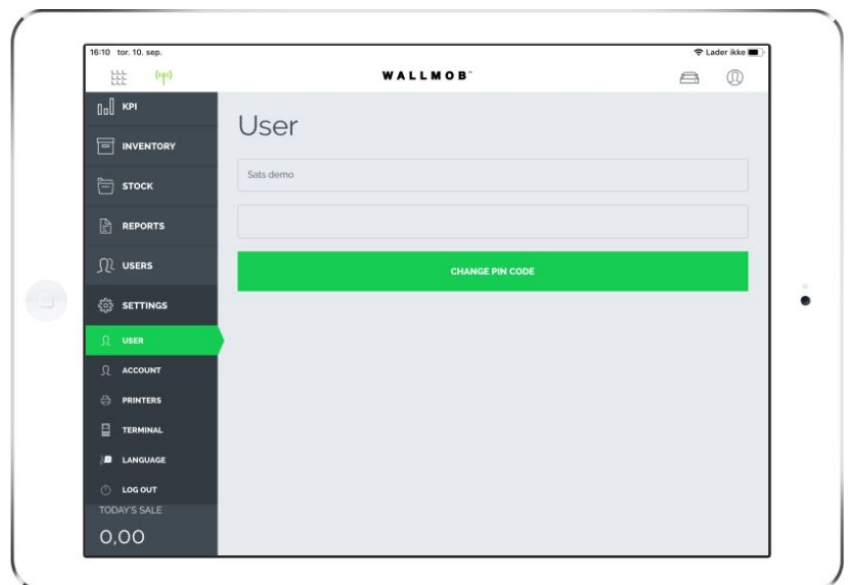 16:10 tor. 10. sep.
Lader ikke
WALLMOB™
KPI
INVENTORY
STOCK
REPORTS
USERS
SETTINGS
USER
ACCOUNT
PRINTERS
TERMINAL
LANGUAGE
LOG OUT
TODAY'S SALE
0,00
User
Sats demo
CHANGE PIN CODE